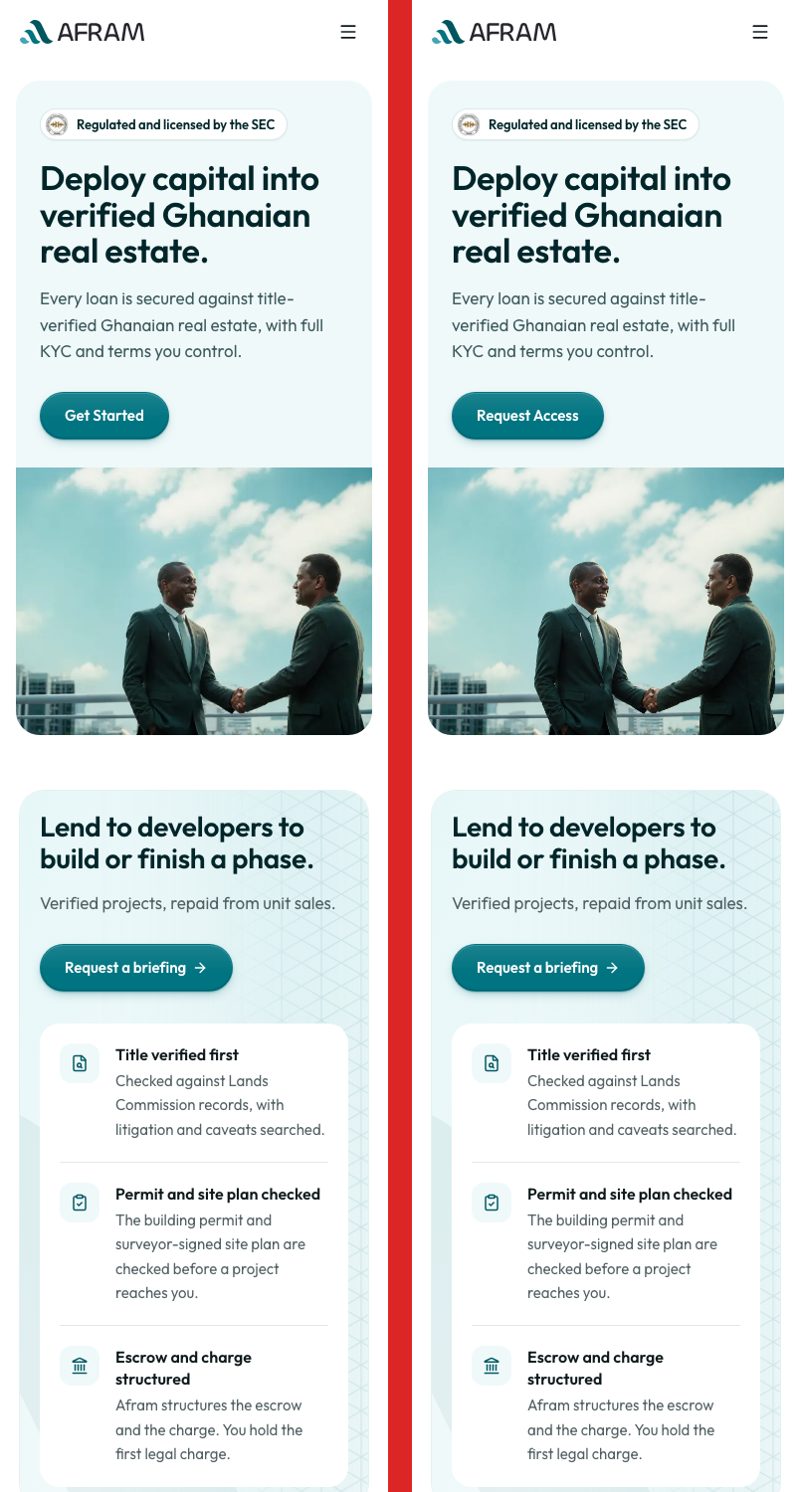 AFRAM
Regulated and licensed by the SEC
Deploy capital into
verified Ghanaian
real estate.
Every loan is secured against title-
verified Ghanaian real estate, with full
KYC and terms you control.
Get Started
Lend to developers to
build or finish a phase.
Verified projects, repaid from unit sales.
Request a briefing →
Title verified first
Checked against Lands
Commission records, with
litigation and caveats searched.
Permit and site plan checked
The building permit and
surveyor-signed site plan are
checked before a project
reaches you.
Escrow and charge
structured
Afram structures the escrow
and the charge. You hold the
first legal charge.
AFRAM
Regulated and licensed by the SEC
Deploy capital into
verified Ghanaian
real estate.
Every loan is secured against title-
verified Ghanaian real estate, with full
KYC and terms you control.
Request Access
Lend to developers to
build or finish a phase.
Verified projects, repaid from unit sales.
Request a briefing →
Title verified first
Checked against Lands
Commission records, with
litigation and caveats searched.
Permit and site plan checked
The building permit and
surveyor-signed site plan are
checked before a project
reaches you.
Escrow and charge
structured
Afram structures the escrow
and the charge. You hold the
first legal charge.